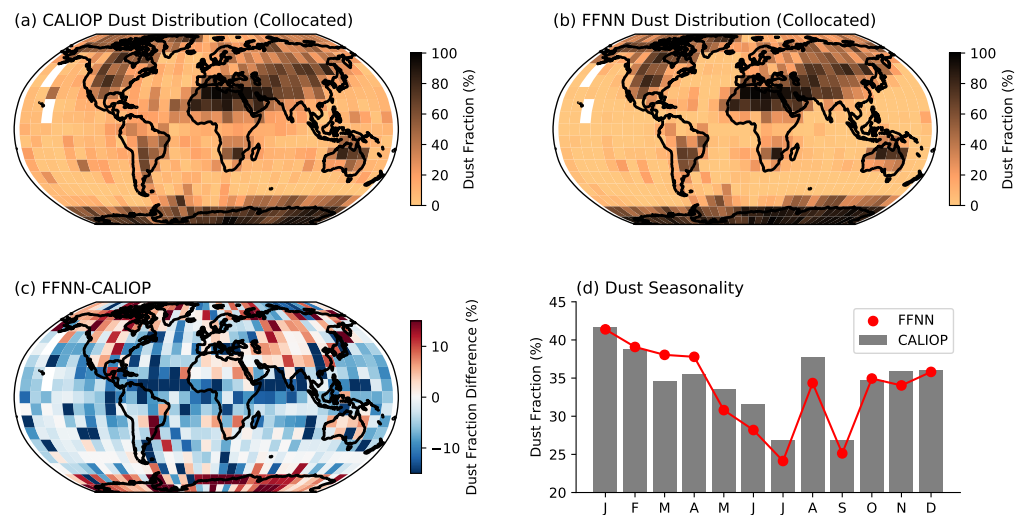 (a) CALIOP Dust Distribution (Collocated)
100
80
60
40
20
0
Dust Fraction (%)
(b) FFNN Dust Distribution (Collocated)
100
80
60
40
20
0
Dust Fraction (%)
(c) FFNN-CALIOP
10
0
−10
Dust Fraction Difference (%)
(d) Dust Seasonality
45
40
35
30
25
20
Dust Fraction (%)
FFNN
CALIOP
J F M A M J J A S O N D